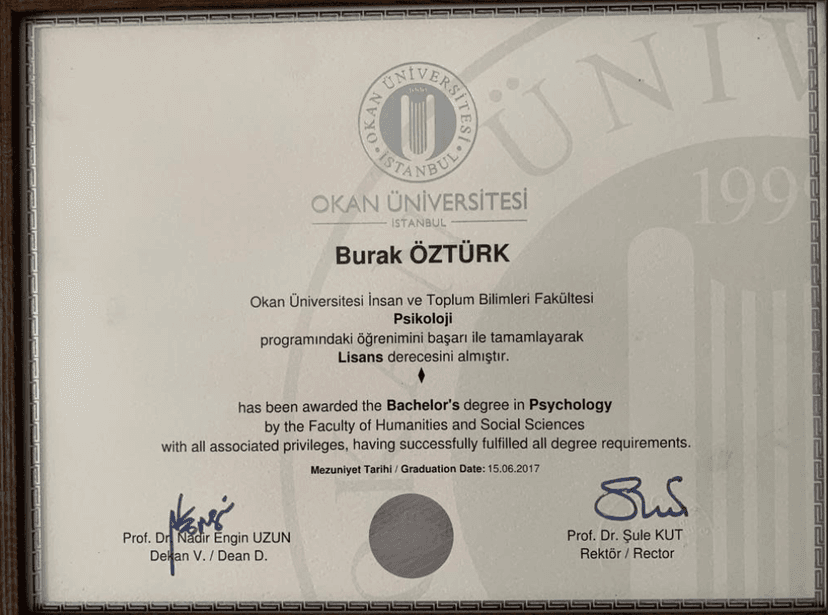 OKAN ÜNİVERSİTESİ
• İSTANBUL •
ÜNİV
199
OKAN ÜNİVERSİTESİ
İSTANBUL
Burak ÖZTÜRK
Okan Üniversitesi İnsan ve Toplum Bilimleri Fakültesi
Psikoloji
programındaki öğrenimini başarı ile tamamlayarak
Lisans derecesini almıştır.
has been awarded the Bachelor's degree in Psychology
by the Faculty of Humanities and Social Sciences
with all associated privileges, having successfully fulfilled all degree requirements.
Mezuniyet Tarihi / Graduation Date: 15.06.2017
Prof. Dr. Nadir Engin UZUN
Dekan V. / Dean D.
Prof. Dr. Şule KUT
Rektör / Rector